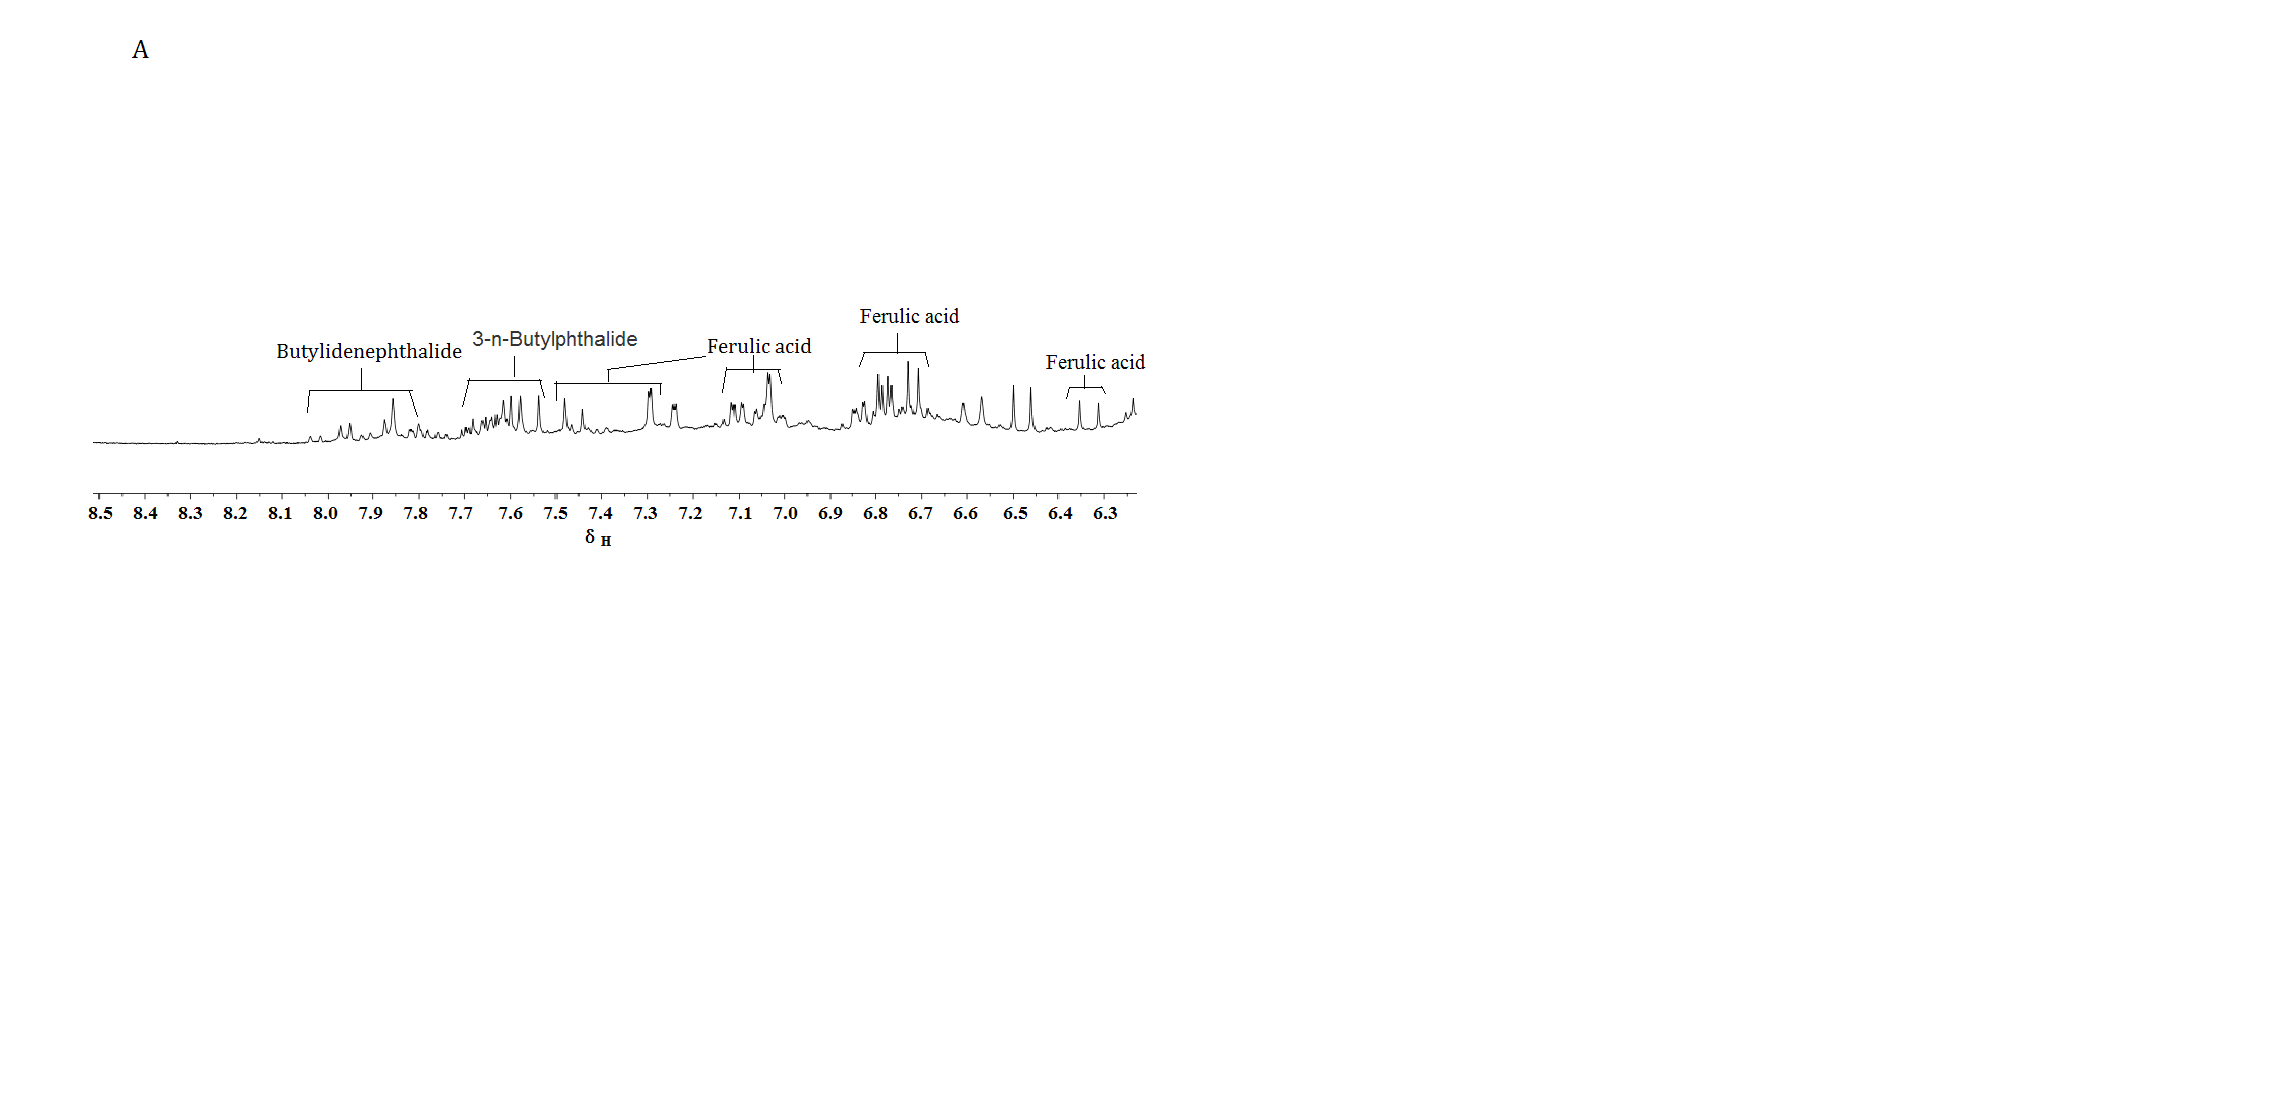 A
Ferulic acid
3-n-Butylphthalide
Butylidenephthalide
Ferulic acid
Ferulic acid
8.5 8.4 8.3 8.2 8.1 8.0 7.9 7.8 7.7 7.6 7.5 7.4 7.3 7.2 7.1 7.0 6.9 6.8 6.7 6.6 6.5 6.4 6.3
δ H